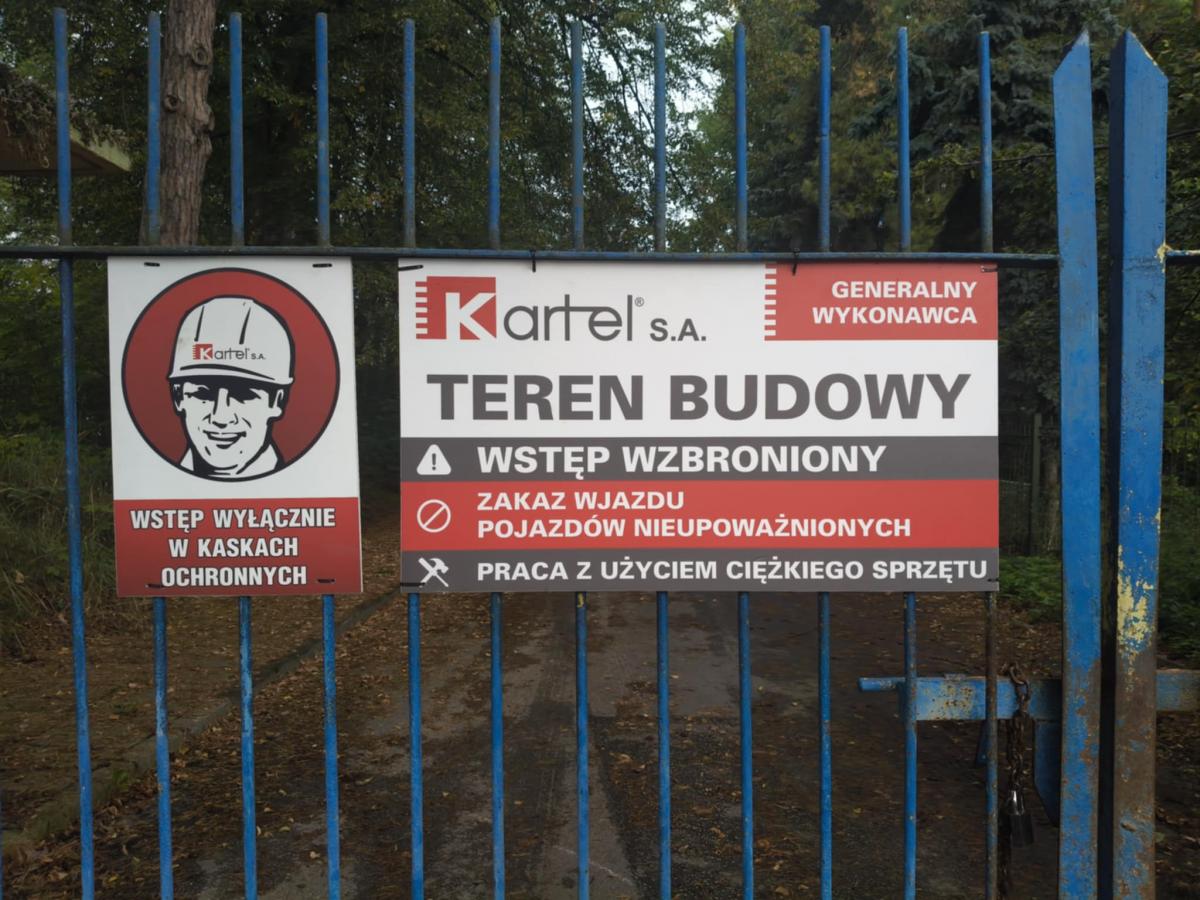 Kartel S.A.
WSTĘP WYŁĄCZNIE
W KASKACH
OCHRONNYCH
Kartel® S.A.
GENERALNY
WYKONAWCA
TEREN BUDOWY
WSTĘP WZBRONIONY
ZAKAZ WJAZDU
POJAZDÓW NIEUPOWAŻNIONYCH
PRACA Z UŻYCIEM CIĘŻKIEGO SPRZĘTU